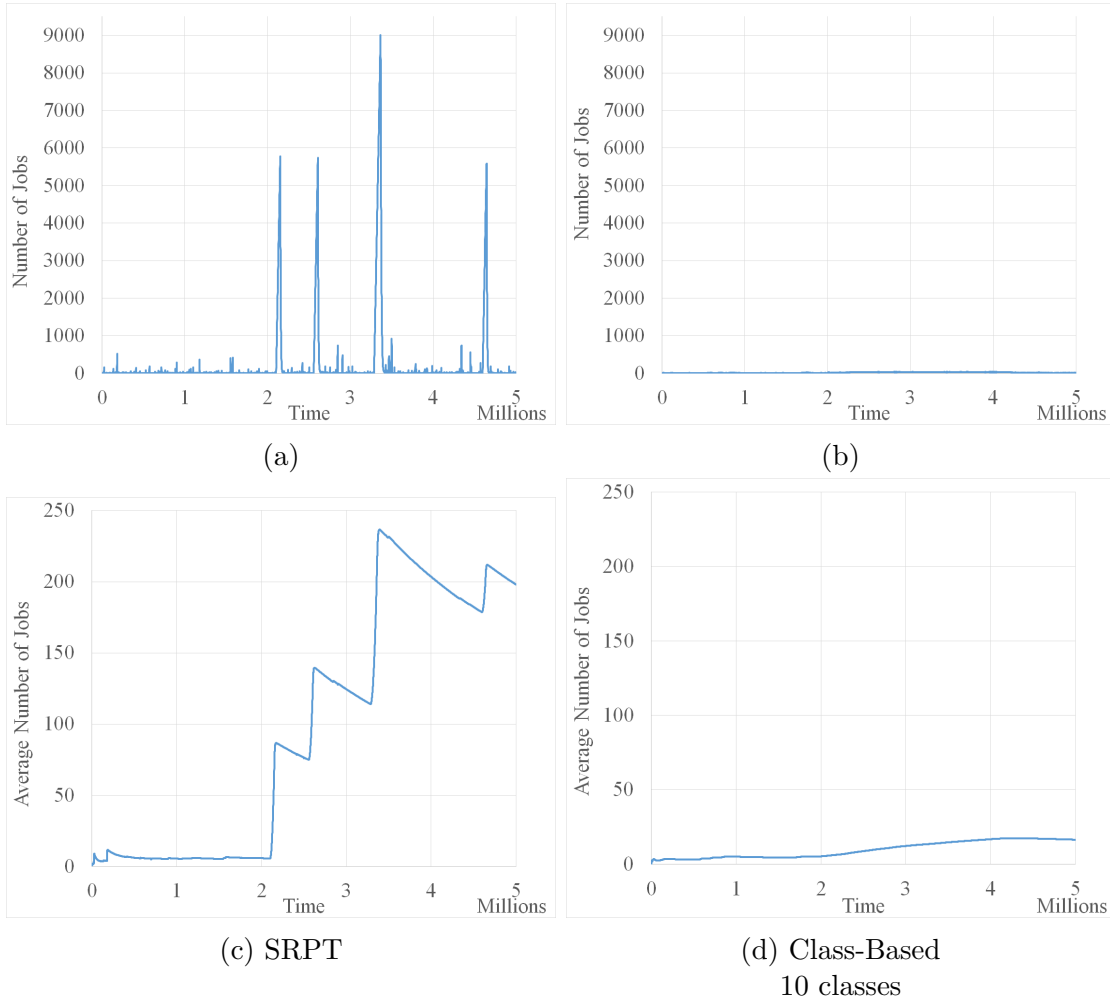 9000
8000
7000
6000
5000
4000
3000
2000
1000
0
Number of Jobs
0 1 2 3 4 5
Time Millions
(a)
9000
8000
7000
6000
5000
4000
3000
2000
1000
0
Number of Jobs
0 1 2 3 4 5
Time Millions
(b)
250
200
150
100
50
0
Average Number of Jobs
0 1 2 3 4 5
Time Millions
(c) SRPT
250
200
150
100
50
0
Average Number of Jobs
0 1 2 3 4 5
Time Millions
(d) Class-Based
10 classes